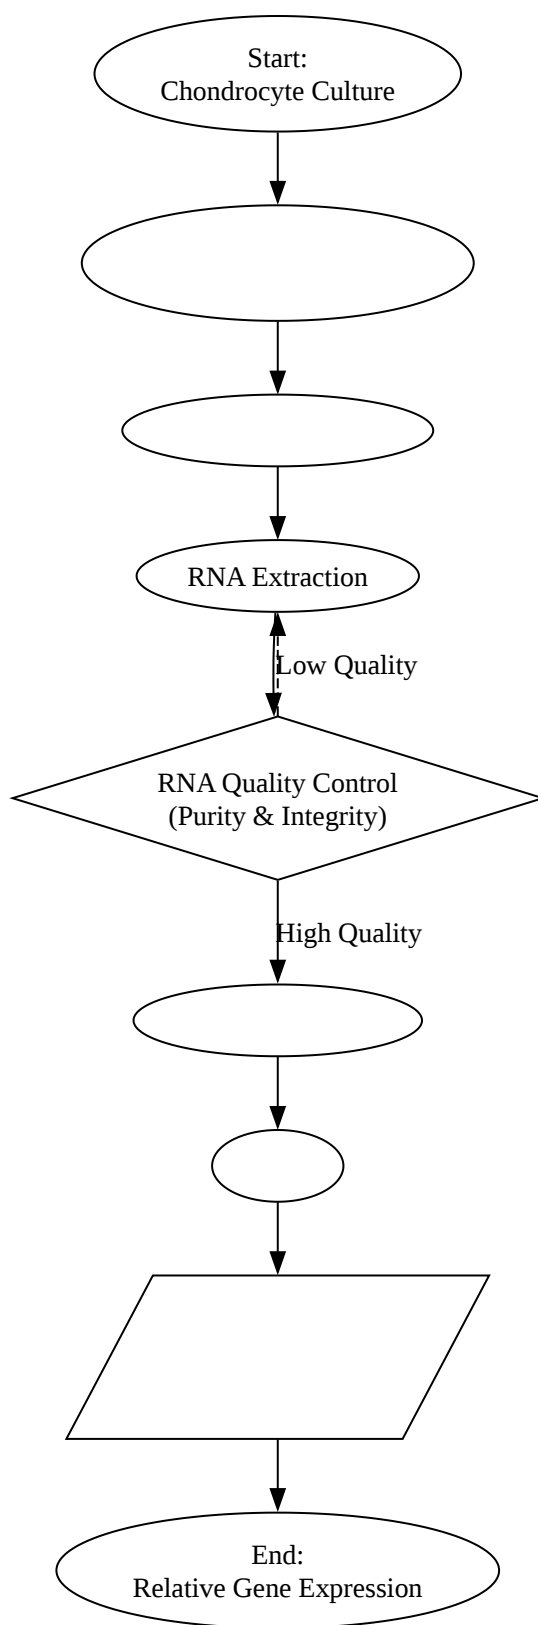 Start:
Chondrocyte Culture
RNA Extraction
Low Quality
RNA Quality Control
(Purity & Integrity)
High Quality
End:
Relative Gene Expression